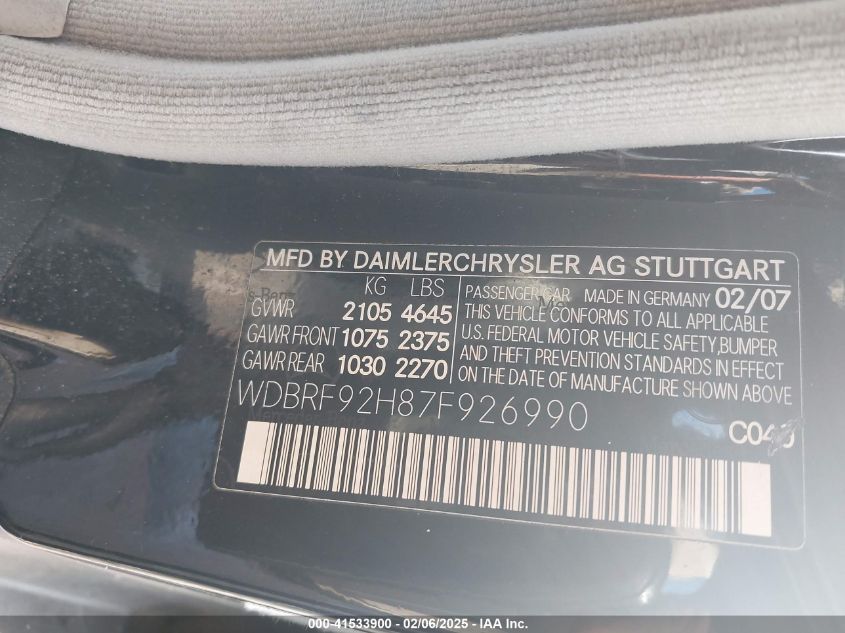 MFD BY DAIMLERCHRYSLER AG STUTTGART
KG LBS
GVWR 2105 4645
GAWR FRONT 1075 2375
GAWR REAR 1030 2270
PASSENGER CAR MADE IN GERMANY 02/07
THIS VEHICLE CONFORMS TO ALL APPLICABLE
U.S. FEDERAL MOTOR VEHICLE SAFETY,BUMPER
AND THEFT PREVENTION STANDARDS IN EFFECT
ON THE DATE OF MANUFACTURE SHOWN ABOVE
WDBRF92H87F926990
000-41533900 - 02/06/2025 - IAA Inc.